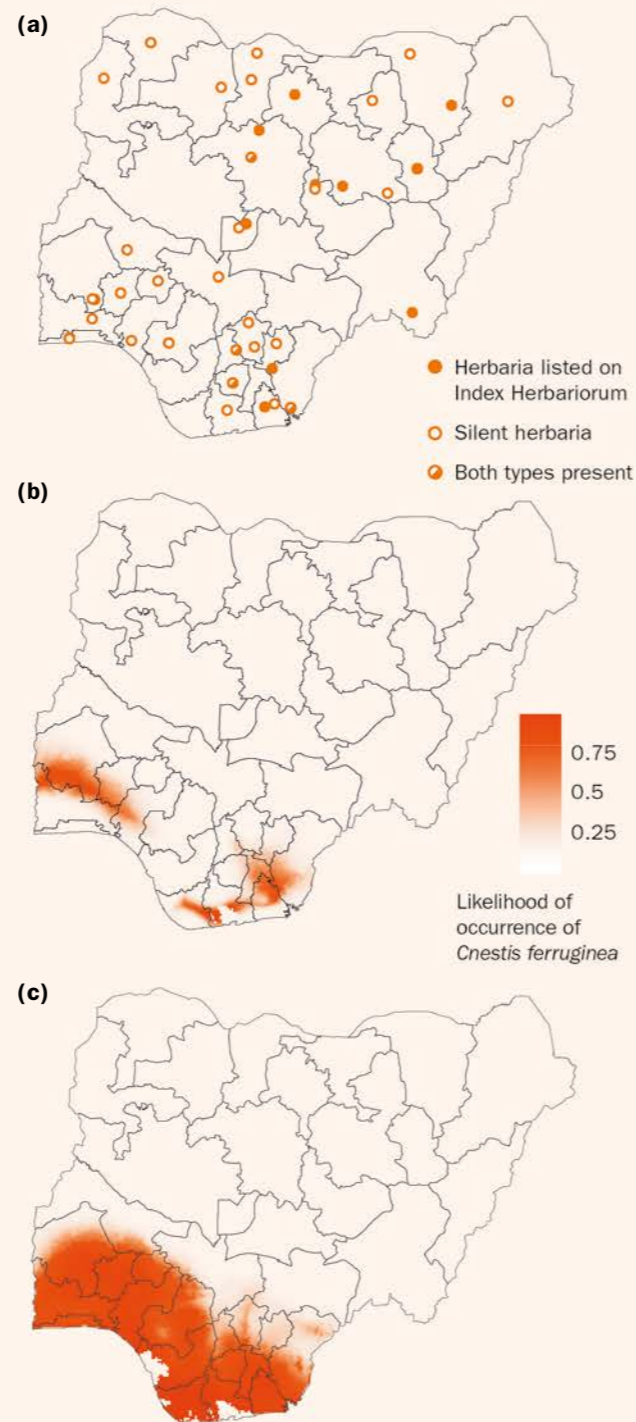 (a)
Herbaria listed on
Index Herbariorum
Silent herbaria
Both types present
(b)
0.75
0.5
0.25
Likelihood of
occurrence of
Cnestis ferruginea
(c)